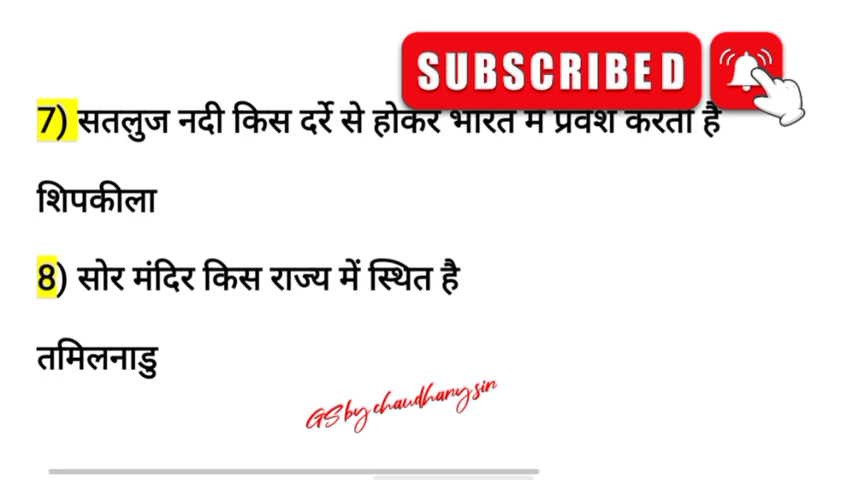 SUBSCRIBED
7) सतलुज नदी किस दर्रे से होकर भारत में प्रवेश करती है
शिपकीला
8) सोर मंदिर किस राज्य में स्थित है
तमिलनाडु
GS by chaudhary sir